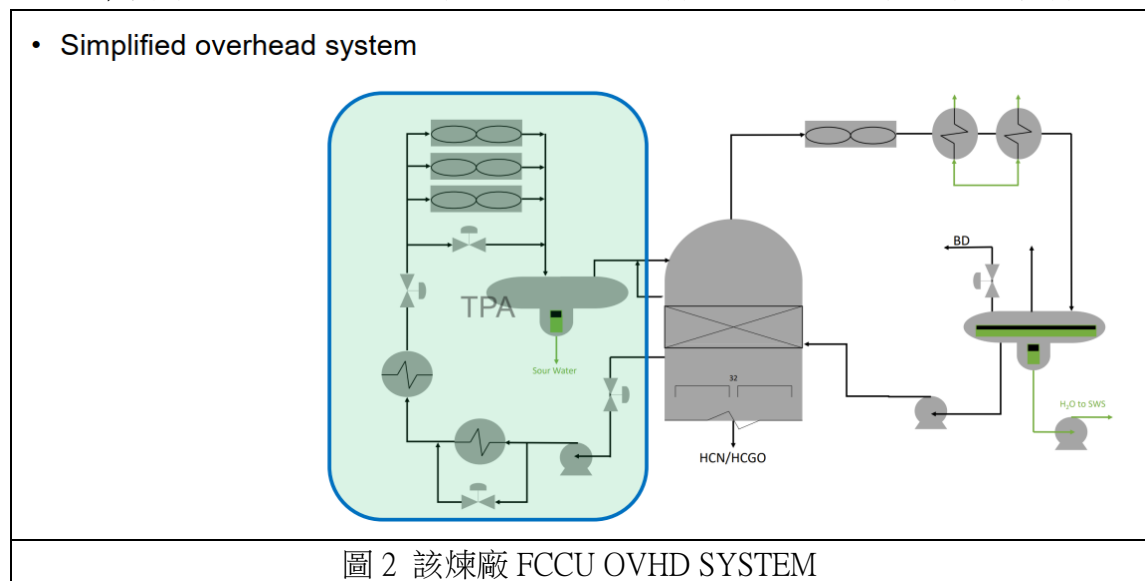 • Simplified overhead system
TPA
Sour Water
32
HCN/HCGO
BD
H₂O to SWS
圖 2 該煉廠 FCCU OVHD SYSTEM